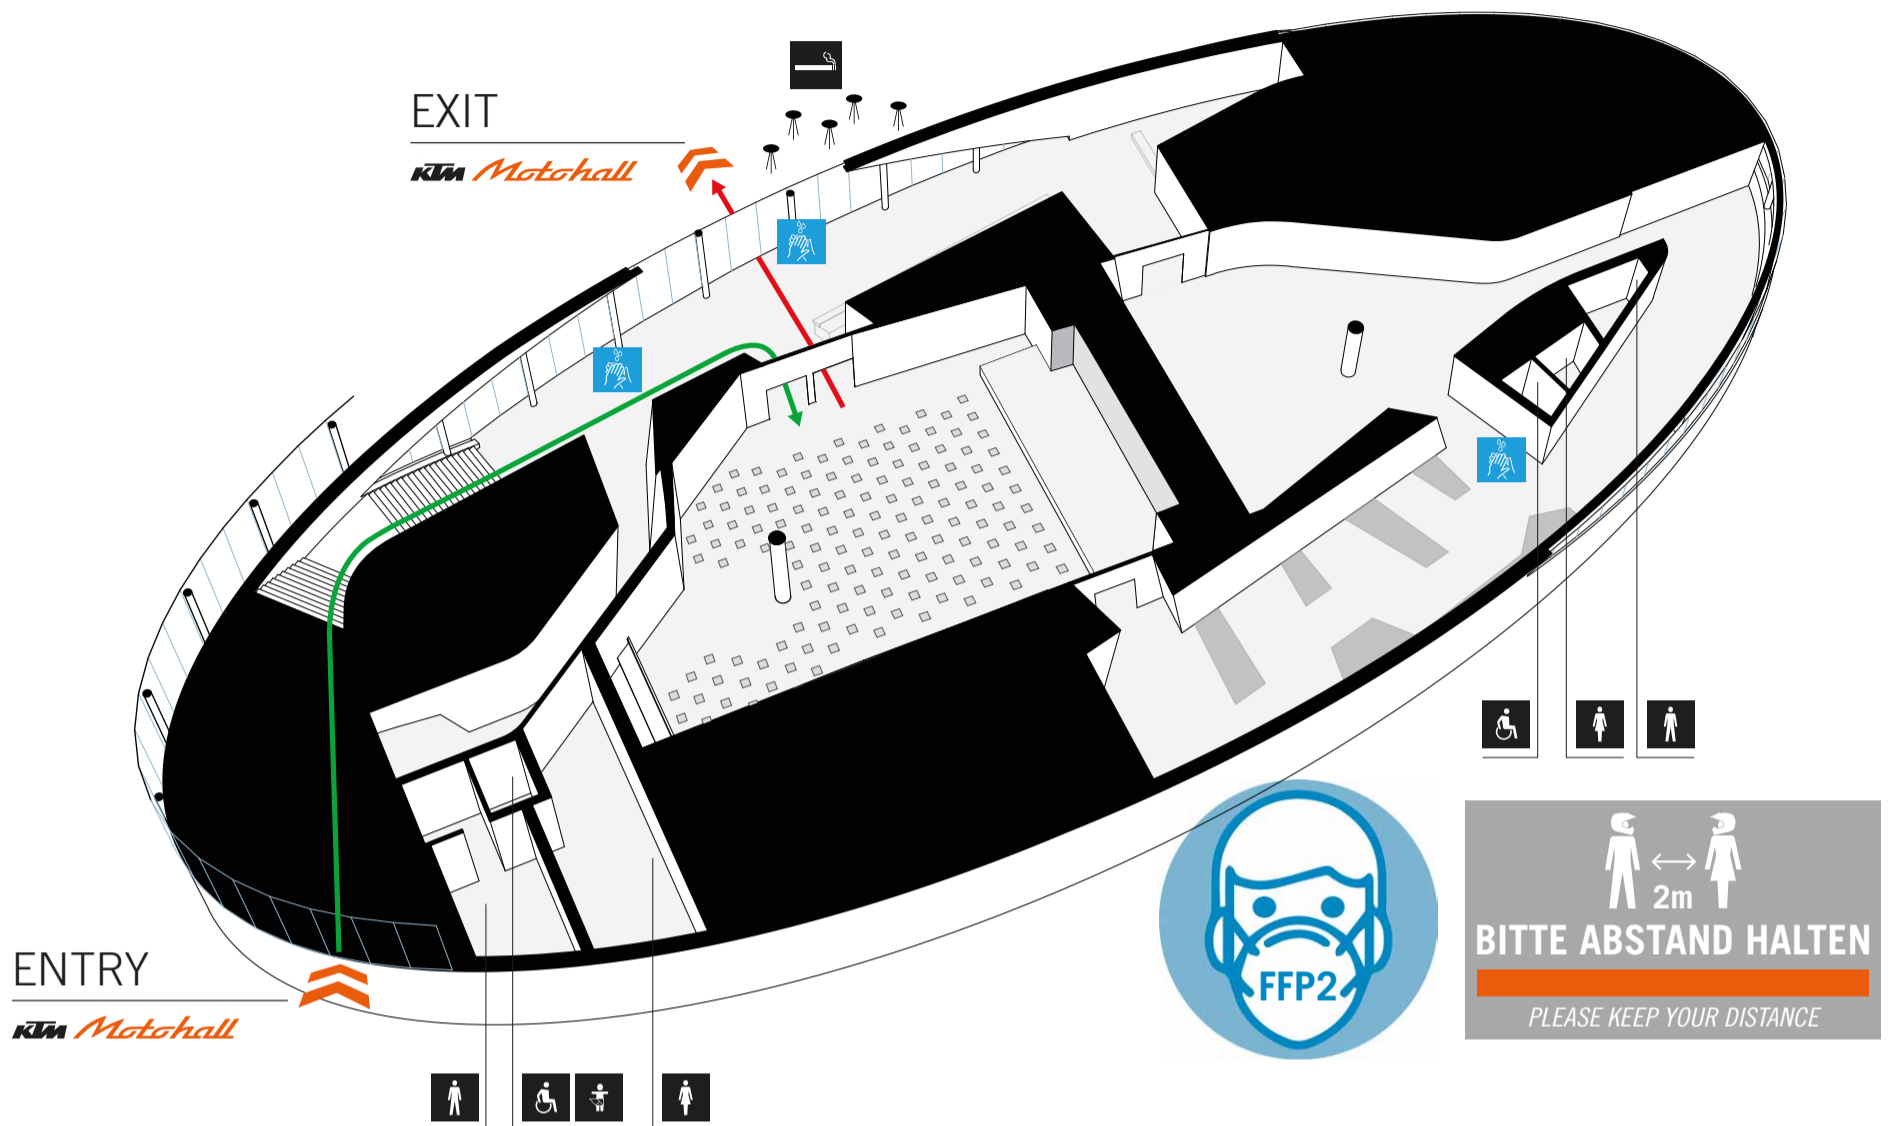 EXIT
KTM Motohall
ENTRY
KTM Motohall
FFP2
2m
BITTE ABSTAND HALTEN
PLEASE KEEP YOUR DISTANCE